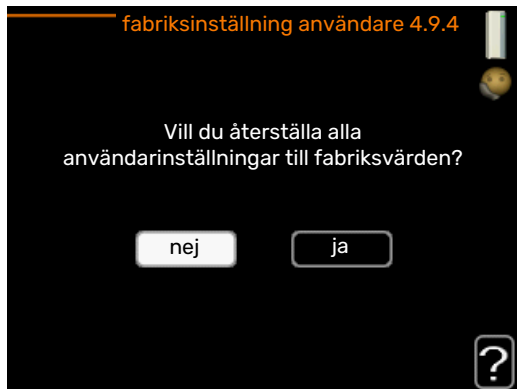 fabriksinställning användare 4.9.4
Vill du återställa alla
användarinställningar till fabriksvärden?
nej
ja
?